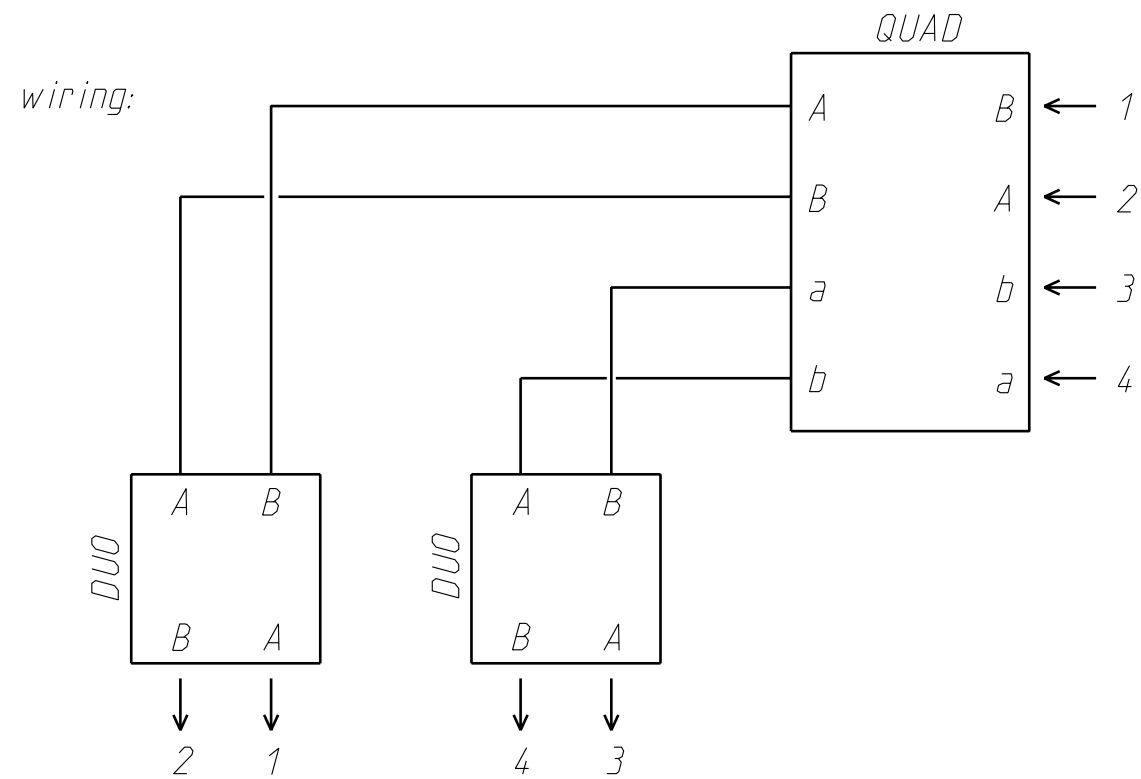 QUAD
wiring:
A B 1
B A 2
a b 3
b a 4
A B
DUO
B A
2 1
A B
DUO
B A
4 3